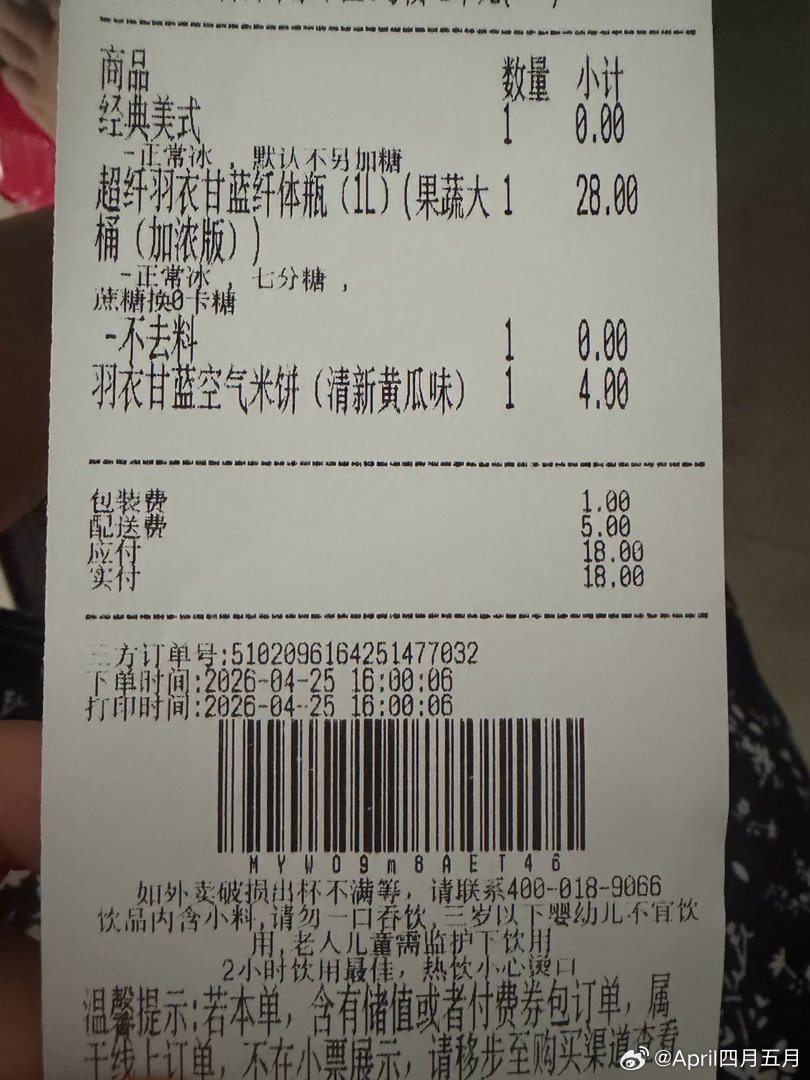 商品 数量 小计
经典美式 1 0.00
-正常冰 ，默认不另加糖
超纤羽衣甘蓝纤体瓶（1L）(果蔬大 1 28.00
桶（加浓版）)
-正常冰 ，七分糖 ，
蔗糖换0卡糖
-不去料 1 0.00
羽衣甘蓝空气米饼（清新黄瓜味） 1 4.00
包装费 1.00
配送费 5.00
应付 18.00
实付 18.00
三方订单号:5102096164251477032
下单时间:2026-04-25 16:00:06
打印时间:2026-04-25 16:00:06
MYWO9m8AET46
如外卖破损出杯不满等，请联系400-018-9066
饮品内含小料,请勿一口吞饮,三岁以下婴幼儿不宜饮
用,老人儿童需监护下饮用
2小时饮用最佳，热饮小心烫口
温馨提示:若本单，含有储值或者付费券包订单，属
于线上订单，不在小票展示，请移步至购买渠道查看
@April四月五月